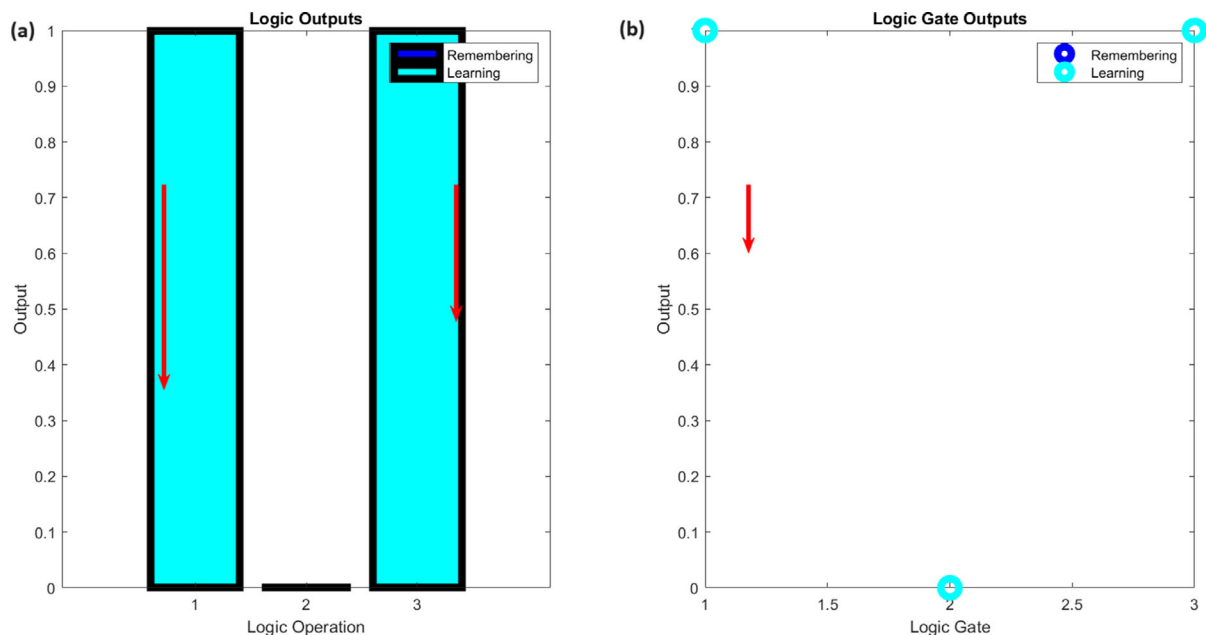 (a)
Logic Outputs
1
0.9
0.8
0.7
0.6
0.5
0.4
0.3
0.2
0.1
0
Output
Remembering
Learning
1 2 3
Logic Operation
(b)
Logic Gate Outputs
1
0.9
0.8
0.7
0.6
0.5
0.4
0.3
0.2
0.1
0
Output
Remembering
Learning
1 1.5 2 2.5 3
Logic Gate